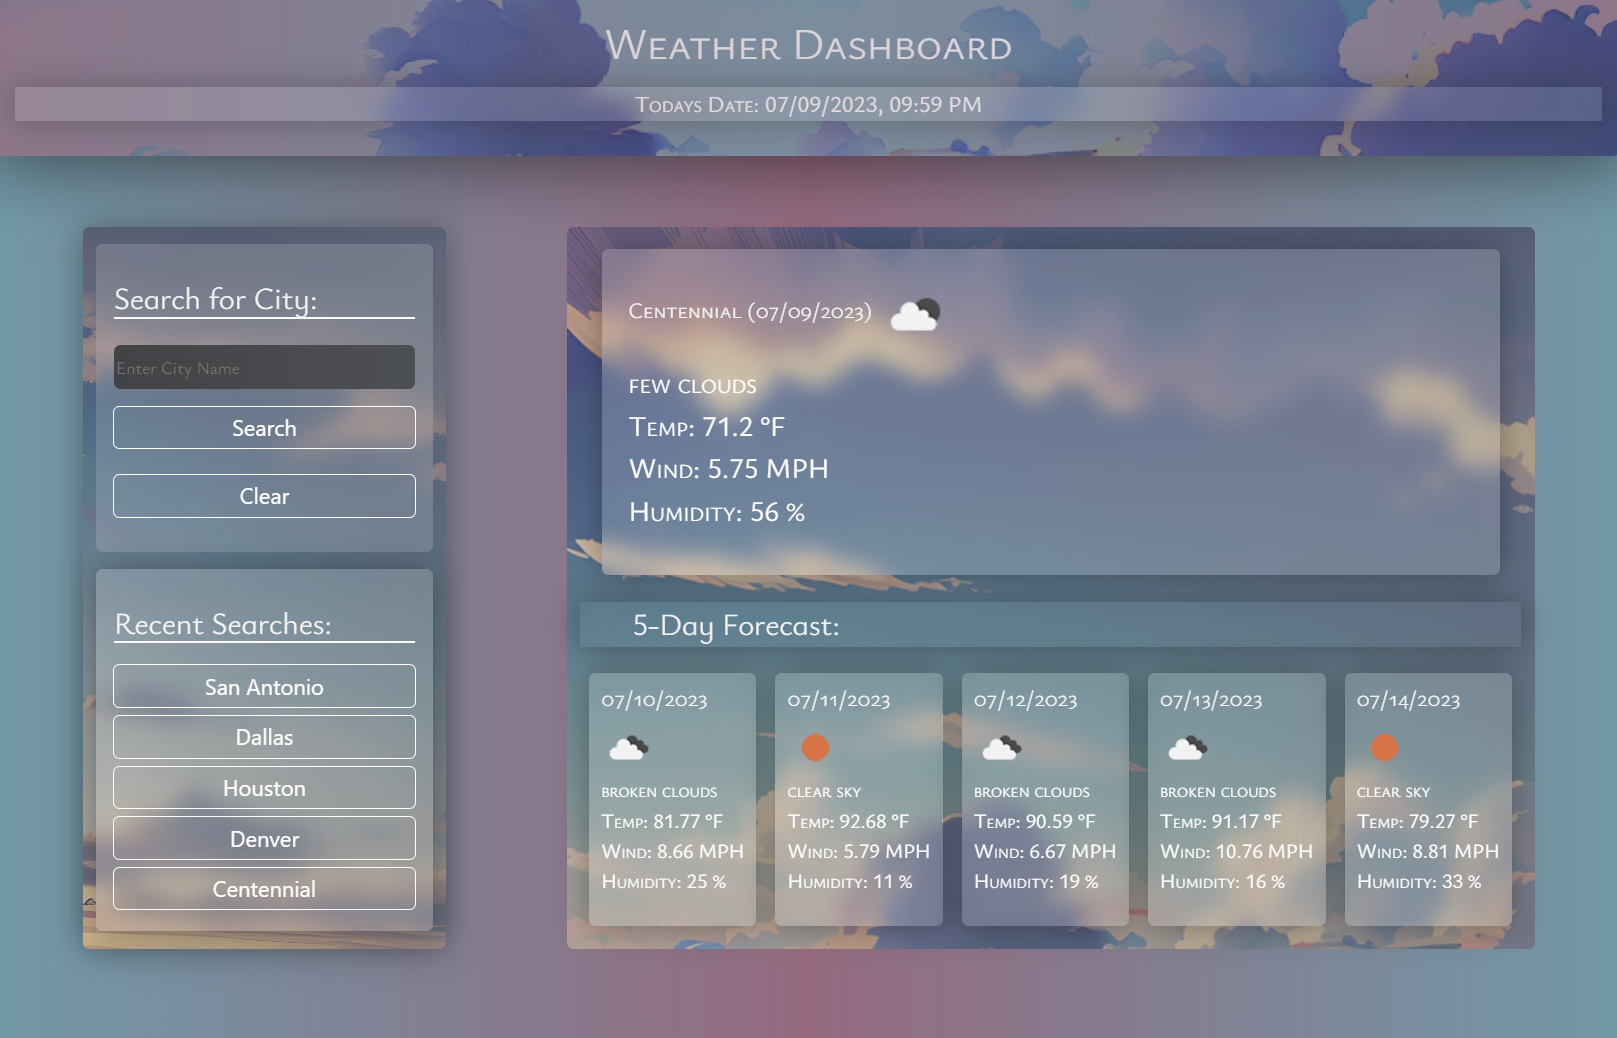 Weather Dashboard
Todays Date: 07/09/2023, 09:59 PM
Search for City:
Enter City Name
Search
Clear
Recent Searches:
San Antonio
Dallas
Houston
Denver
Centennial
Centennial (07/09/2023)
few clouds
Temp: 71.2 °F
Wind: 5.75 MPH
Humidity: 56 %
5-Day Forecast:
07/10/2023
broken clouds
Temp: 81.77 °F
Wind: 8.66 MPH
Humidity: 25 %
07/11/2023
clear sky
Temp: 92.68 °F
Wind: 5.79 MPH
Humidity: 11 %
07/12/2023
broken clouds
Temp: 90.59 °F
Wind: 6.67 MPH
Humidity: 19 %
07/13/2023
broken clouds
Temp: 91.17 °F
Wind: 10.76 MPH
Humidity: 16 %
07/14/2023
clear sky
Temp: 79.27 °F
Wind: 8.81 MPH
Humidity: 33 %